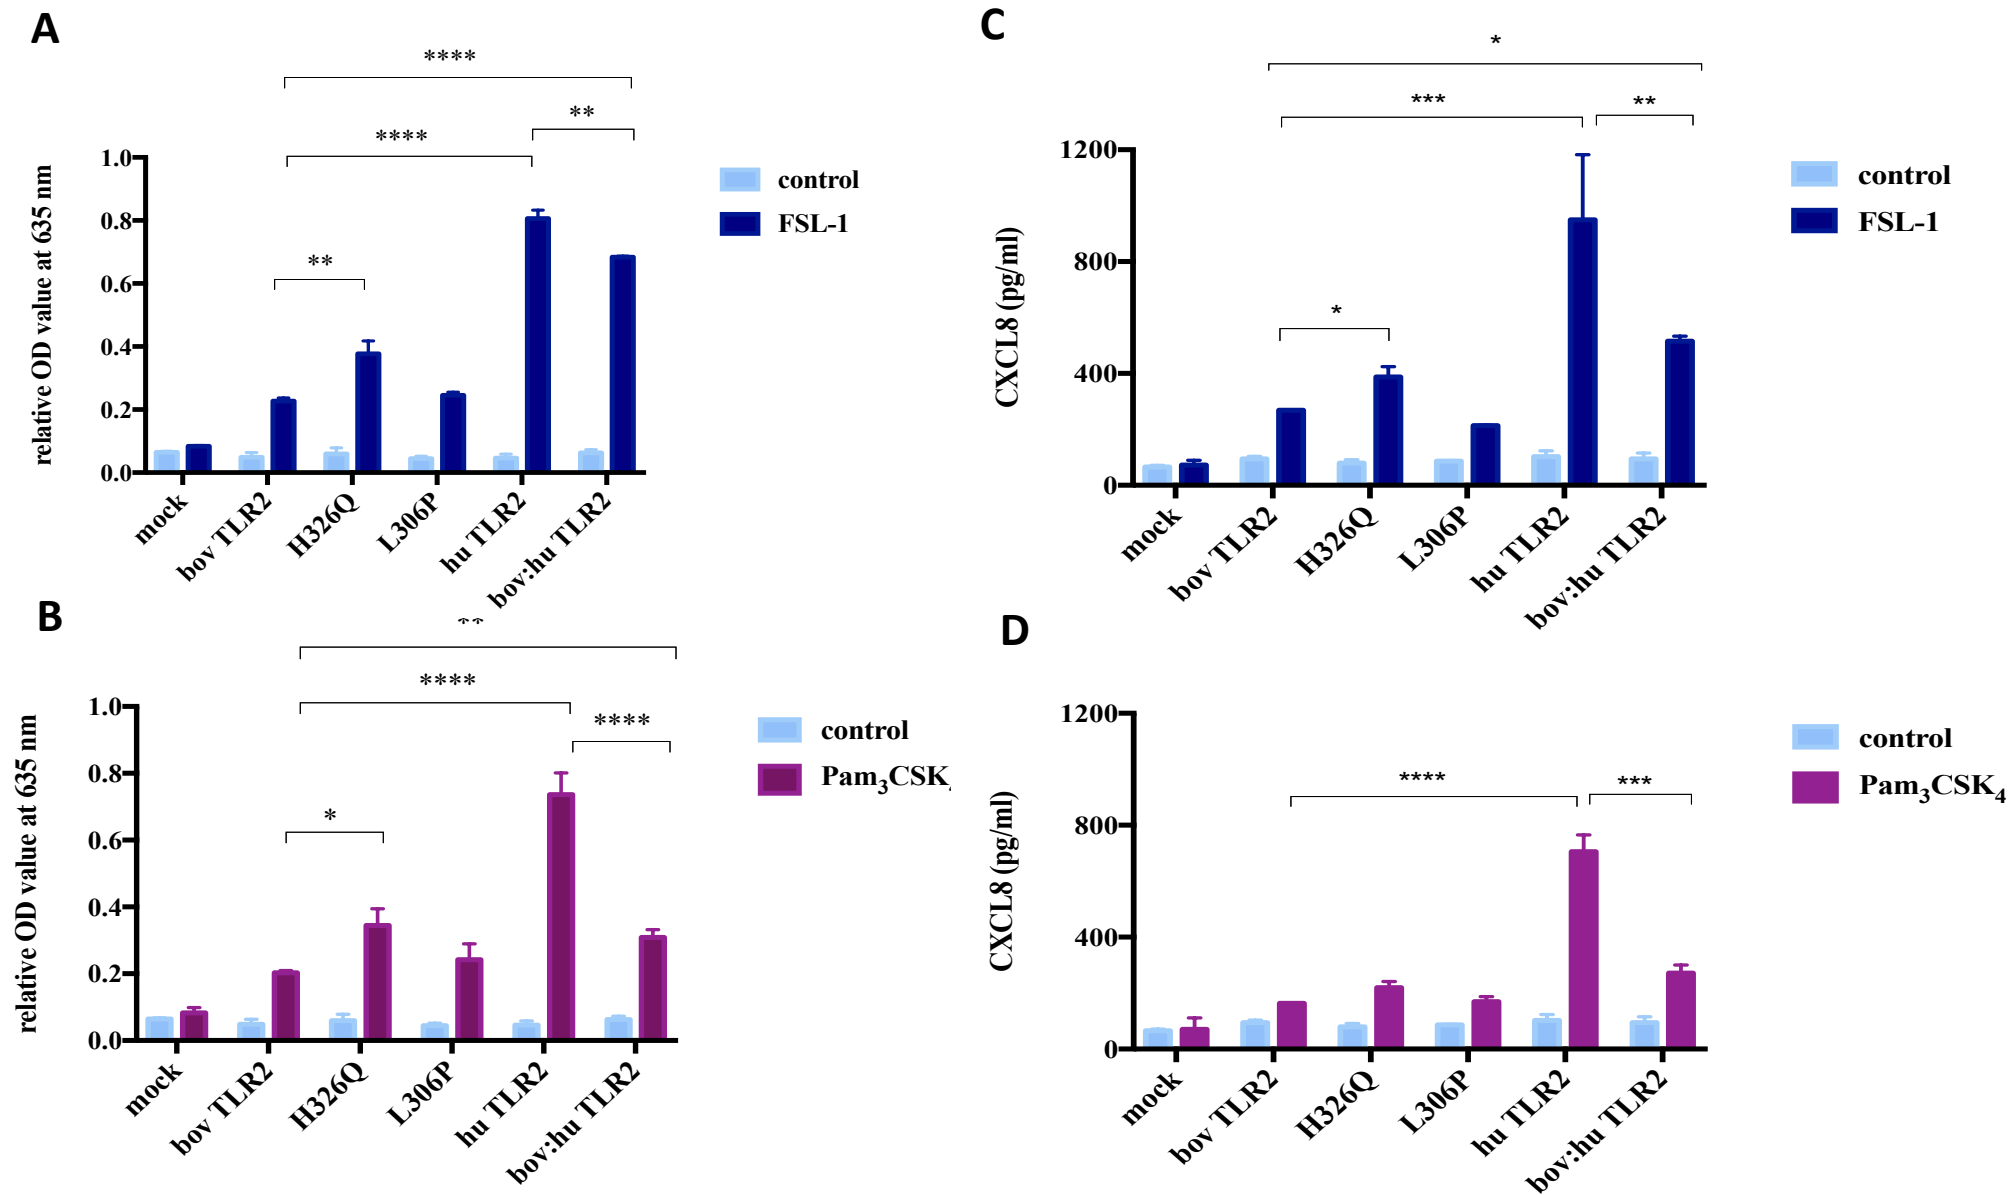 A
****
**
****
**
relative OD value at 635 nm
1.0
0.8
0.6
0.4
0.2
0.0
control
FSL-1
mock
bov TLR2
H326Q
L306P
hu TLR2
bov:hu TLR2
B
**
****
****
*
relative OD value at 635 nm
1.0
0.8
0.6
0.4
0.2
0.0
control
Pam3CSK
mock
bov TLR2
H326Q
L306P
hu TLR2
bov:hu TLR2
C
*
***
**
*
CXCL8 (pg/ml)
1200
800
400
0
control
FSL-1
mock
bov TLR2
H326Q
L306P
hu TLR2
bov:hu TLR2
D
****
***
CXCL8 (pg/ml)
1200
800
400
0
control
Pam3CSK4
mock
bov TLR2
H326Q
L306P
hu TLR2
bov:hu TLR2